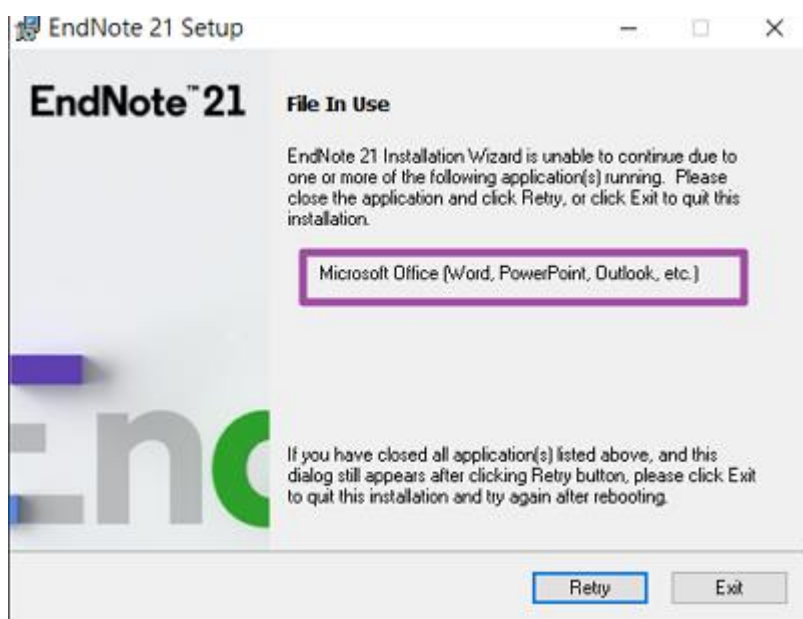 EndNote 21 Setup
EndNote™21
File In Use
EndNote 21 Installation Wizard is unable to continue due to
one or more of the following application(s) running. Please
close the application and click Retry, or click Exit to quit this
installation.
Microsoft Office (Word, PowerPoint, Outlook, etc.)
Enc
If you have closed all application(s) listed above, and this
dialog still appears after clicking Retry button, please click Exit
to quit this installation and try again after rebooting.
Retry
Exit